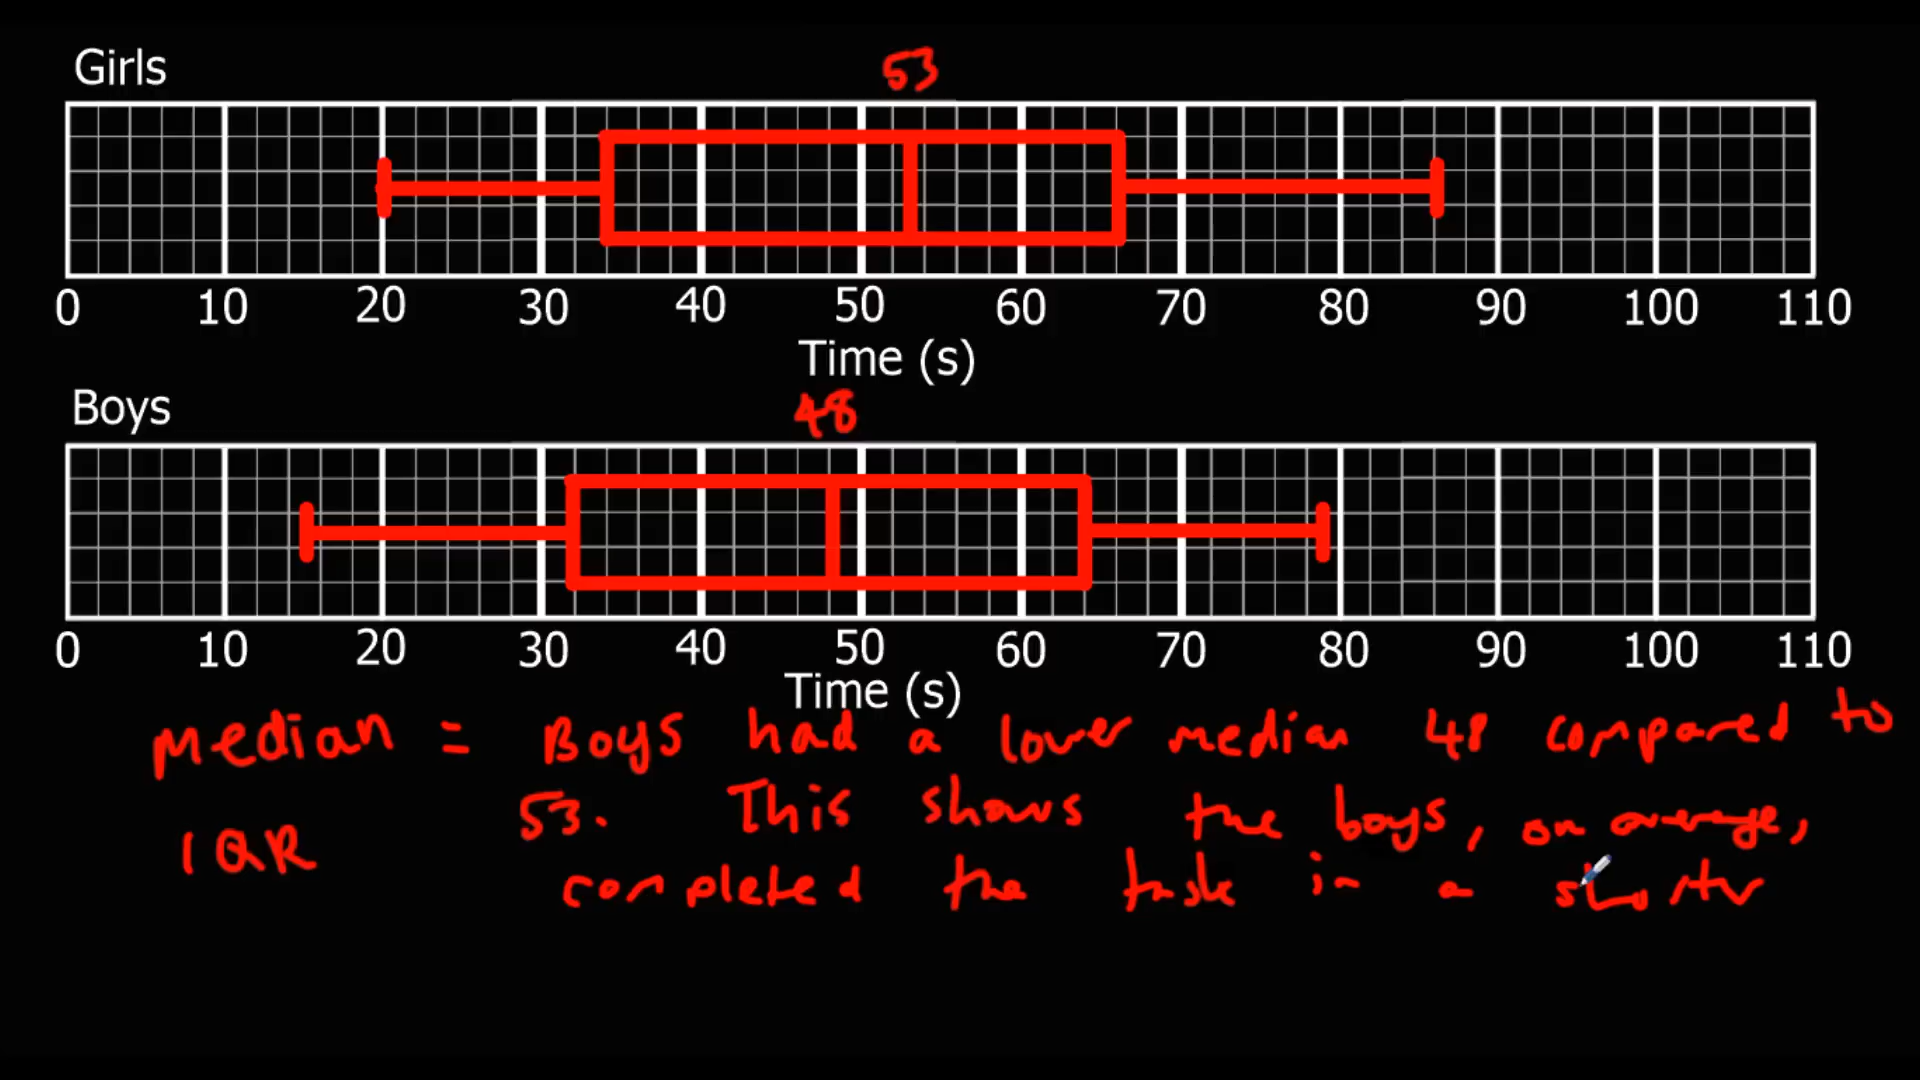 Girls
53
0 10 20 30 40 50 60 70 80 90 100 110
Time (s)
Boys
48
0 10 20 30 40 50 60 70 80 90 100 110
Time (s)
Median = Boys had a lower median 48 compared to
53. This shows the boys, on average,
IQR
completed the task in a shorter